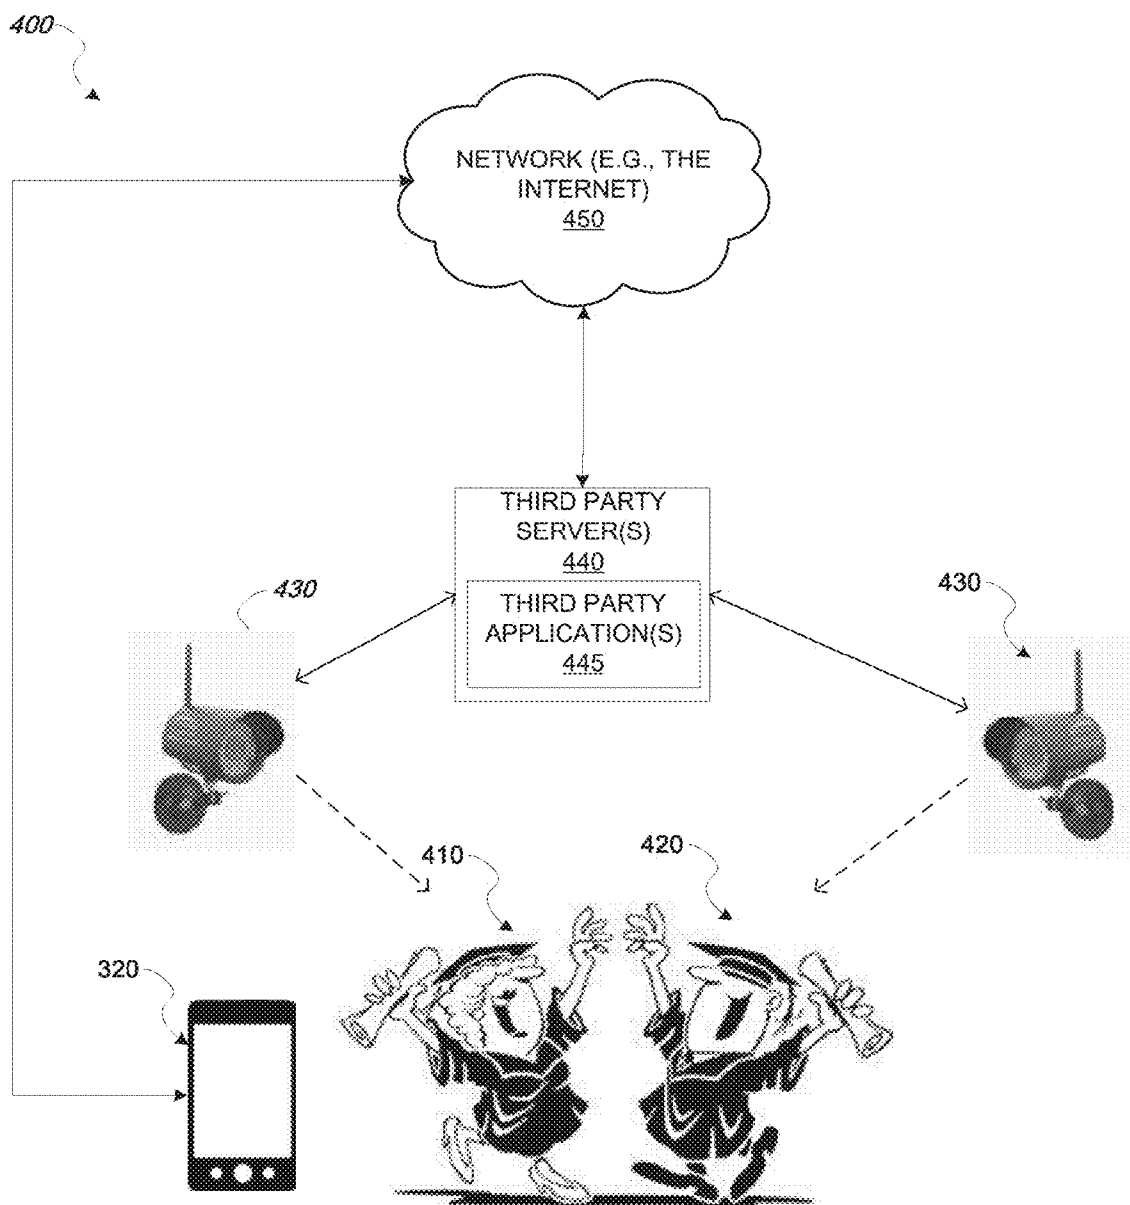 400
NETWORK (E.G., THE
INTERNET)
450
THIRD PARTY
SERVER(S)
440
THIRD PARTY
APPLICATION(S)
445
430
430
410
420
320